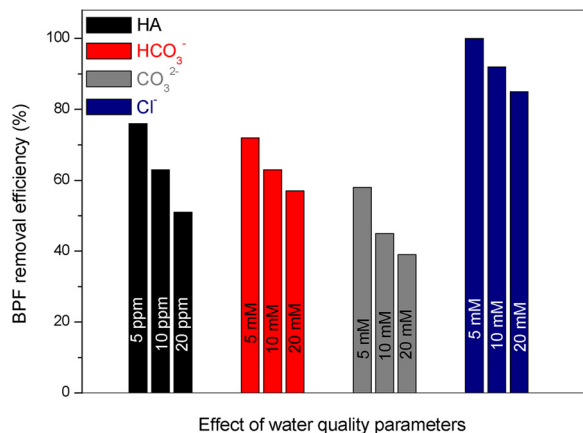 HA
HCO₃⁻
CO₃²⁻
Cl⁻
BPF removal efficiency (%)
100
80
60
40
20
0
5 ppm
10 ppm
20 ppm
5 mM
10 mM
20 mM
5 mM
10 mM
20 mM
5 mM
10 mM
20 mM
Effect of water quality parameters